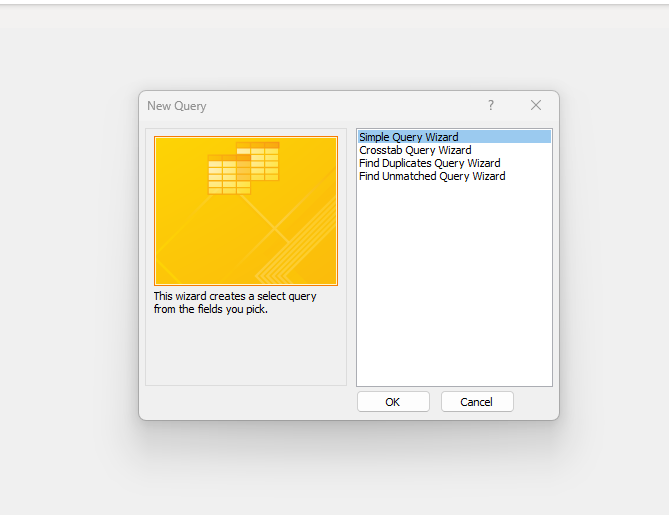 New Query
?
Simple Query Wizard
Crosstab Query Wizard
Find Duplicates Query Wizard
Find Unmatched Query Wizard
This wizard creates a select query
from the fields you pick.
OK
Cancel